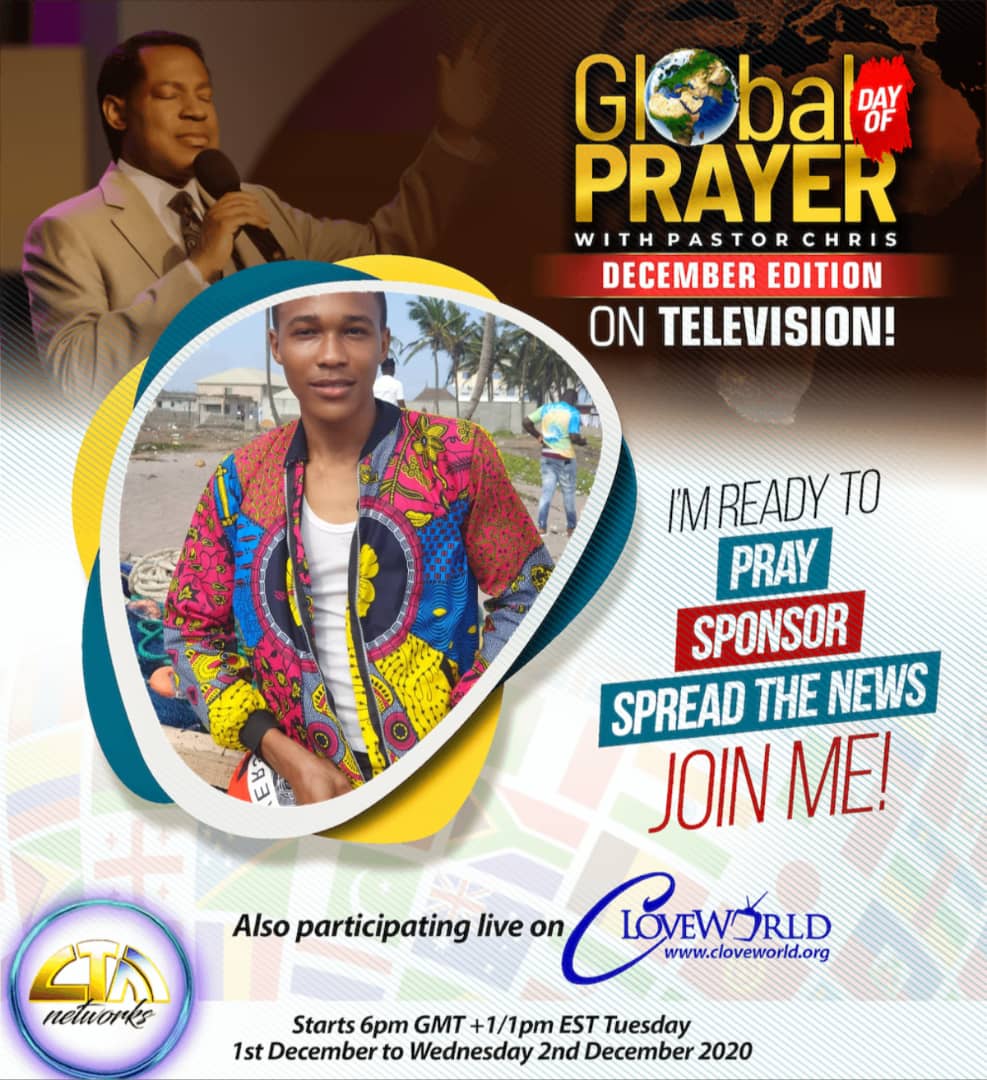 Global
DAY
OF
PRAYER
WITH PASTOR CHRIS
DECEMBER EDITION
ON TELEVISION!
I'M READY TO
PRAY
SPONSOR
SPREAD THE NEWS
JOIN ME!
Also participating live on
CLOVEWORLD
www.cloveworld.org
networks
Starts 6pm GMT +1/1pm EST Tuesday
1st December to Wednesday 2nd December 2020